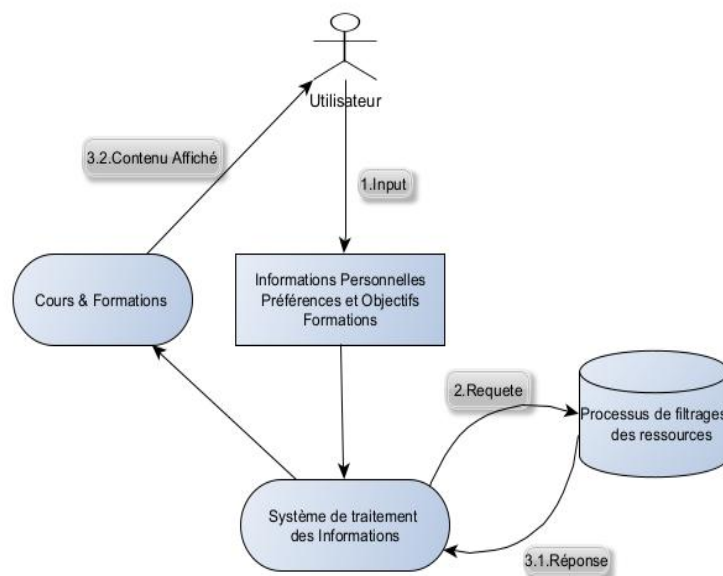 Utilisateur
3.2.Contenu Affiché
1.Input
Informations Personnelles
Préférences et Objectifs
Formations
Cours & Formations
2.Requete
Processus de filtrages
des ressources
Système de traitement
des Informations
3.1.Réponse